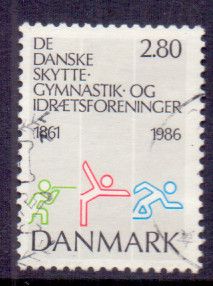 DE
DANSKE 2.80
SKYTTE·
GYMNASTIK· OG
IDRÆTSFORENINGER
1861 1986
DANMARK